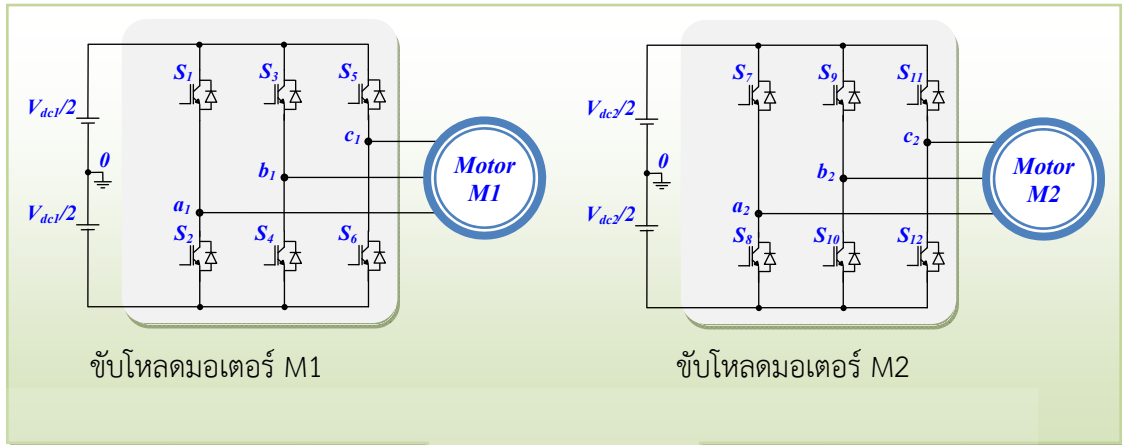 S1 S3 S5
Vdc1/2
c1
0
b1
Motor
M1
Vdc1/2
a1
S2 S4 S6
ขับโหลดมอเตอร์ M1
S7 S9 S11
Vdc2/2
c2
0
b2
Motor
M2
Vdc2/2
a2
S8 S10 S12
ขับโหลดมอเตอร์ M2